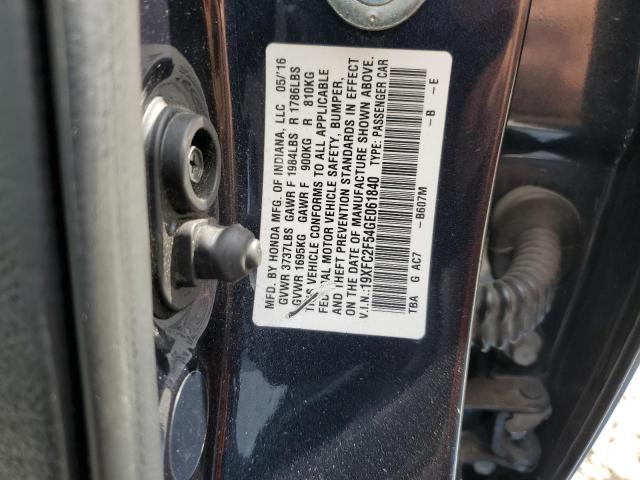 MFD. BY HONDA MFG. OF INDIANA, LLC 05/'16
GVWR 3737LBS GAWR F 1984LBS R 1786LBS
GVWR 1695KG GAWR F 900KG R 810KG
THIS VEHICLE CONFORMS TO ALL APPLICABLE
FEDERAL MOTOR VEHICLE SAFETY, BUMPER,
AND THEFT PREVENTION STANDARDS IN EFFECT
ON THE DATE OF MANUFACTURE SHOWN ABOVE.
V.I.N.:19XFC2F54GE061840 TYPE: PASSENGER CAR
TBA G AC7 –B607M –B –E